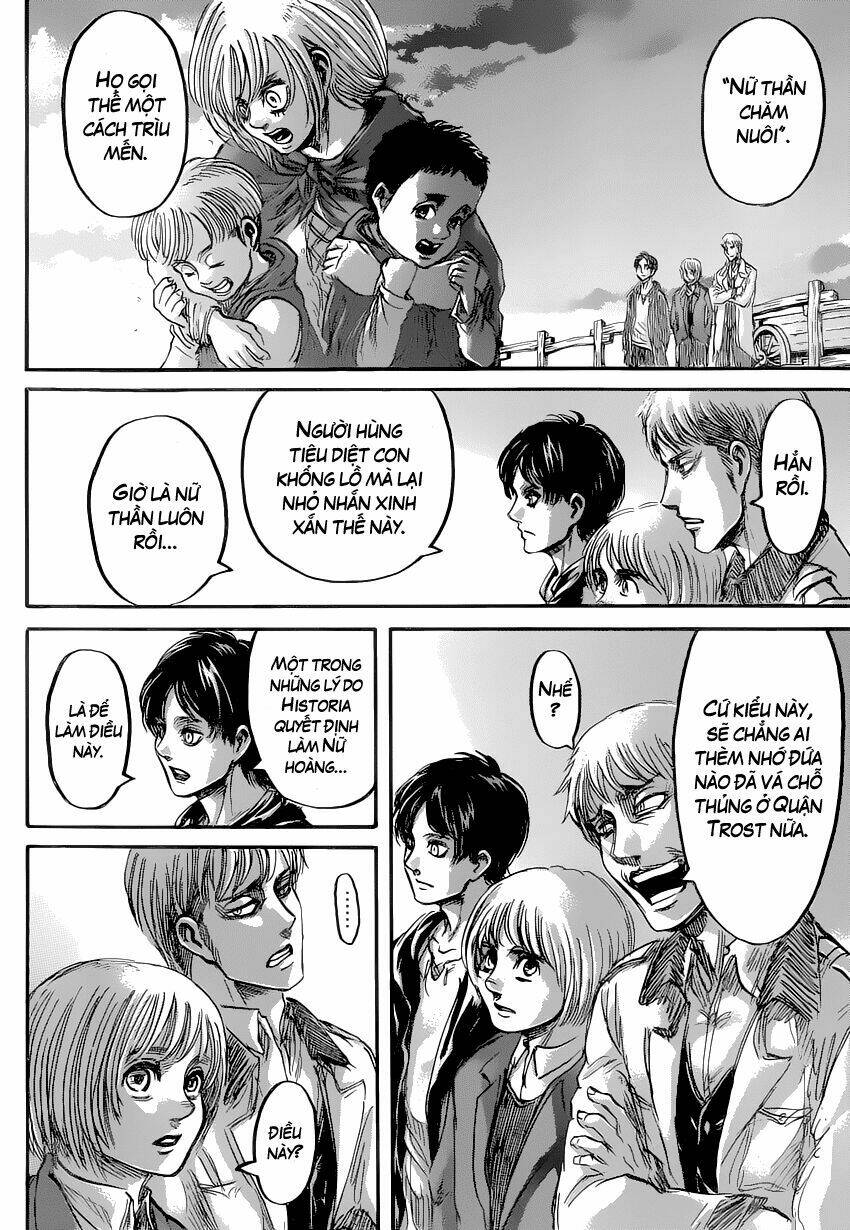 "NỮ THẦN
CHĂM
NUÔI".
HỌ GỌI
THẾ MỘT
CÁCH TRÌU
MẾN.
HẲN
RỒI.
NGƯỜI HÙNG
TIÊU DIỆT CON
KHỔNG LỒ MÀ LẠI
NHỎ NHẮN XINH
XẮN THẾ NÀY.
GIỜ LÀ NỮ
THẦN LUÔN
RỒI...
CỨ KIỂU NÀY,
SẼ CHẲNG AI
THÈM NHỚ ĐỨA
NÀO ĐÃ VÁ CHỖ
THỦNG Ở QUẬN
TROST NỮA.
NHỂ
?
MỘT TRONG
NHỮNG LÝ DO
HISTORIA
QUYẾT ĐỊNH
LÀM NỮ
HOÀNG...
LÀ ĐỂ
LÀM ĐIỀU
NÀY.
......
ĐIỀU
NÀY?